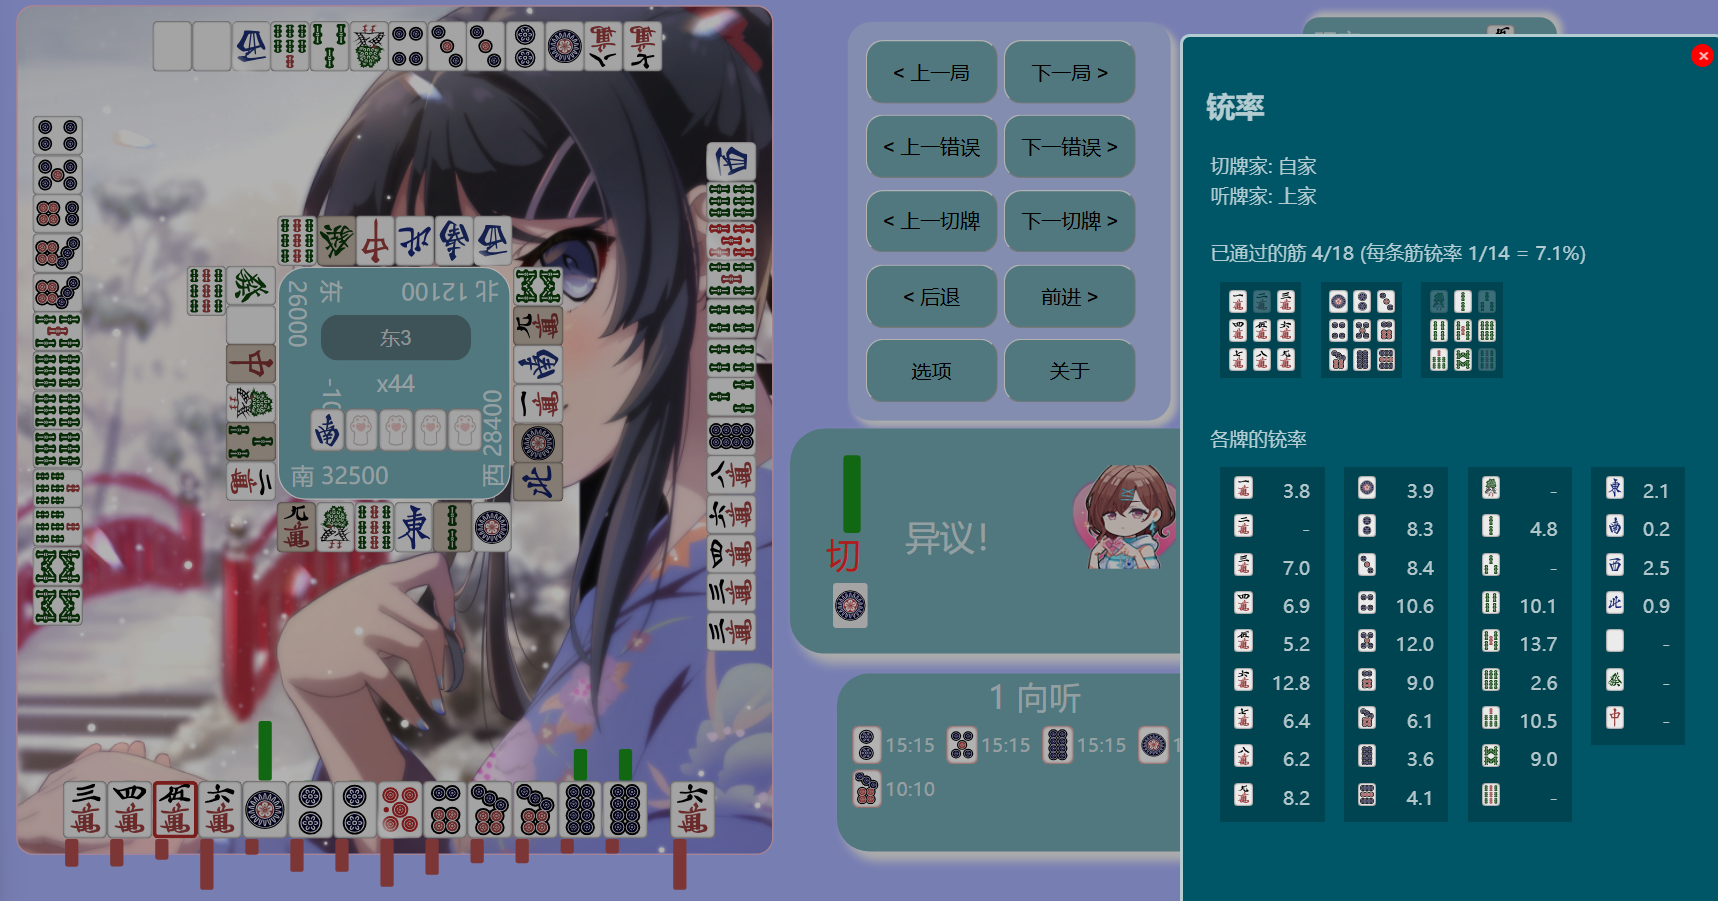 < 上一局
下一局 >
< 上一错误
下一错误 >
< 上一切牌
下一切牌 >
< 后退
前进 >
选项
关于
东
26000
北 12100
东3
x44
南 32500
西 28400
切
异议!
1 向听
15:15
15:15
15:15
10:10
铳率
切牌家: 自家
听牌家: 上家
已通过的筋 4/18 (每条筋铳率 1/14 = 7.1%)
各牌的铳率
3.8 3.9 - 2.1
- 8.3 4.8 0.2
7.0 8.4 - 2.5
6.9 10.6 10.1 0.9
5.2 12.0 13.7 -
12.8 9.0 2.6 -
6.4 6.1 10.5 -
6.2 3.6 9.0
8.2 4.1 -